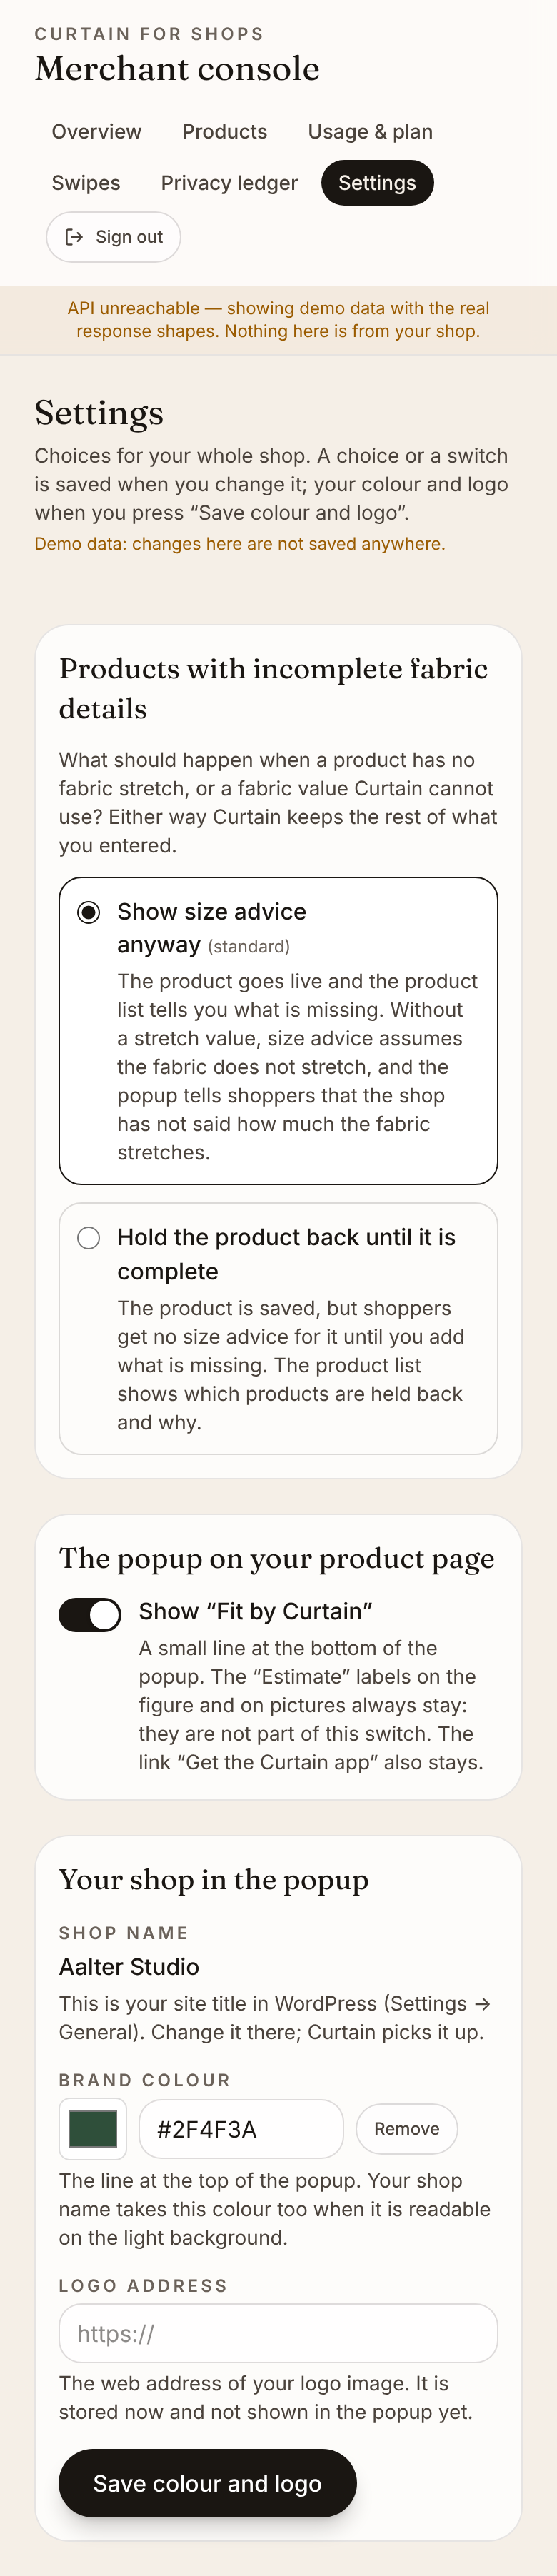 CURTAIN FOR SHOPS
Merchant console
Overview Products Usage & plan
Swipes Privacy ledger Settings
Sign out
API unreachable — showing demo data with the real
response shapes. Nothing here is from your shop.
Settings
Choices for your whole shop. A choice or a switch
is saved when you change it; your colour and logo
when you press “Save colour and logo”.
Demo data: changes here are not saved anywhere.
Products with incomplete fabric
details
What should happen when a product has no
fabric stretch, or a fabric value Curtain cannot
use? Either way Curtain keeps the rest of what
you entered.
Show size advice
anyway (standard)
The product goes live and the product
list tells you what is missing. Without
a stretch value, size advice assumes
the fabric does not stretch, and the
popup tells shoppers that the shop
has not said how much the fabric
stretches.
Hold the product back until it is
complete
The product is saved, but shoppers
get no size advice for it until you add
what is missing. The product list
shows which products are held back
and why.
The popup on your product page
Show “Fit by Curtain”
A small line at the bottom of the
popup. The “Estimate” labels on the
figure and on pictures always stay:
they are not part of this switch. The
link “Get the Curtain app” also stays.
Your shop in the popup
SHOP NAME
Aalter Studio
This is your site title in WordPress (Settings →
General). Change it there; Curtain picks it up.
BRAND COLOUR
#2F4F3A Remove
The line at the top of the popup. Your shop
name takes this colour too when it is readable
on the light background.
LOGO ADDRESS
https://
The web address of your logo image. It is
stored now and not shown in the popup yet.
Save colour and logo